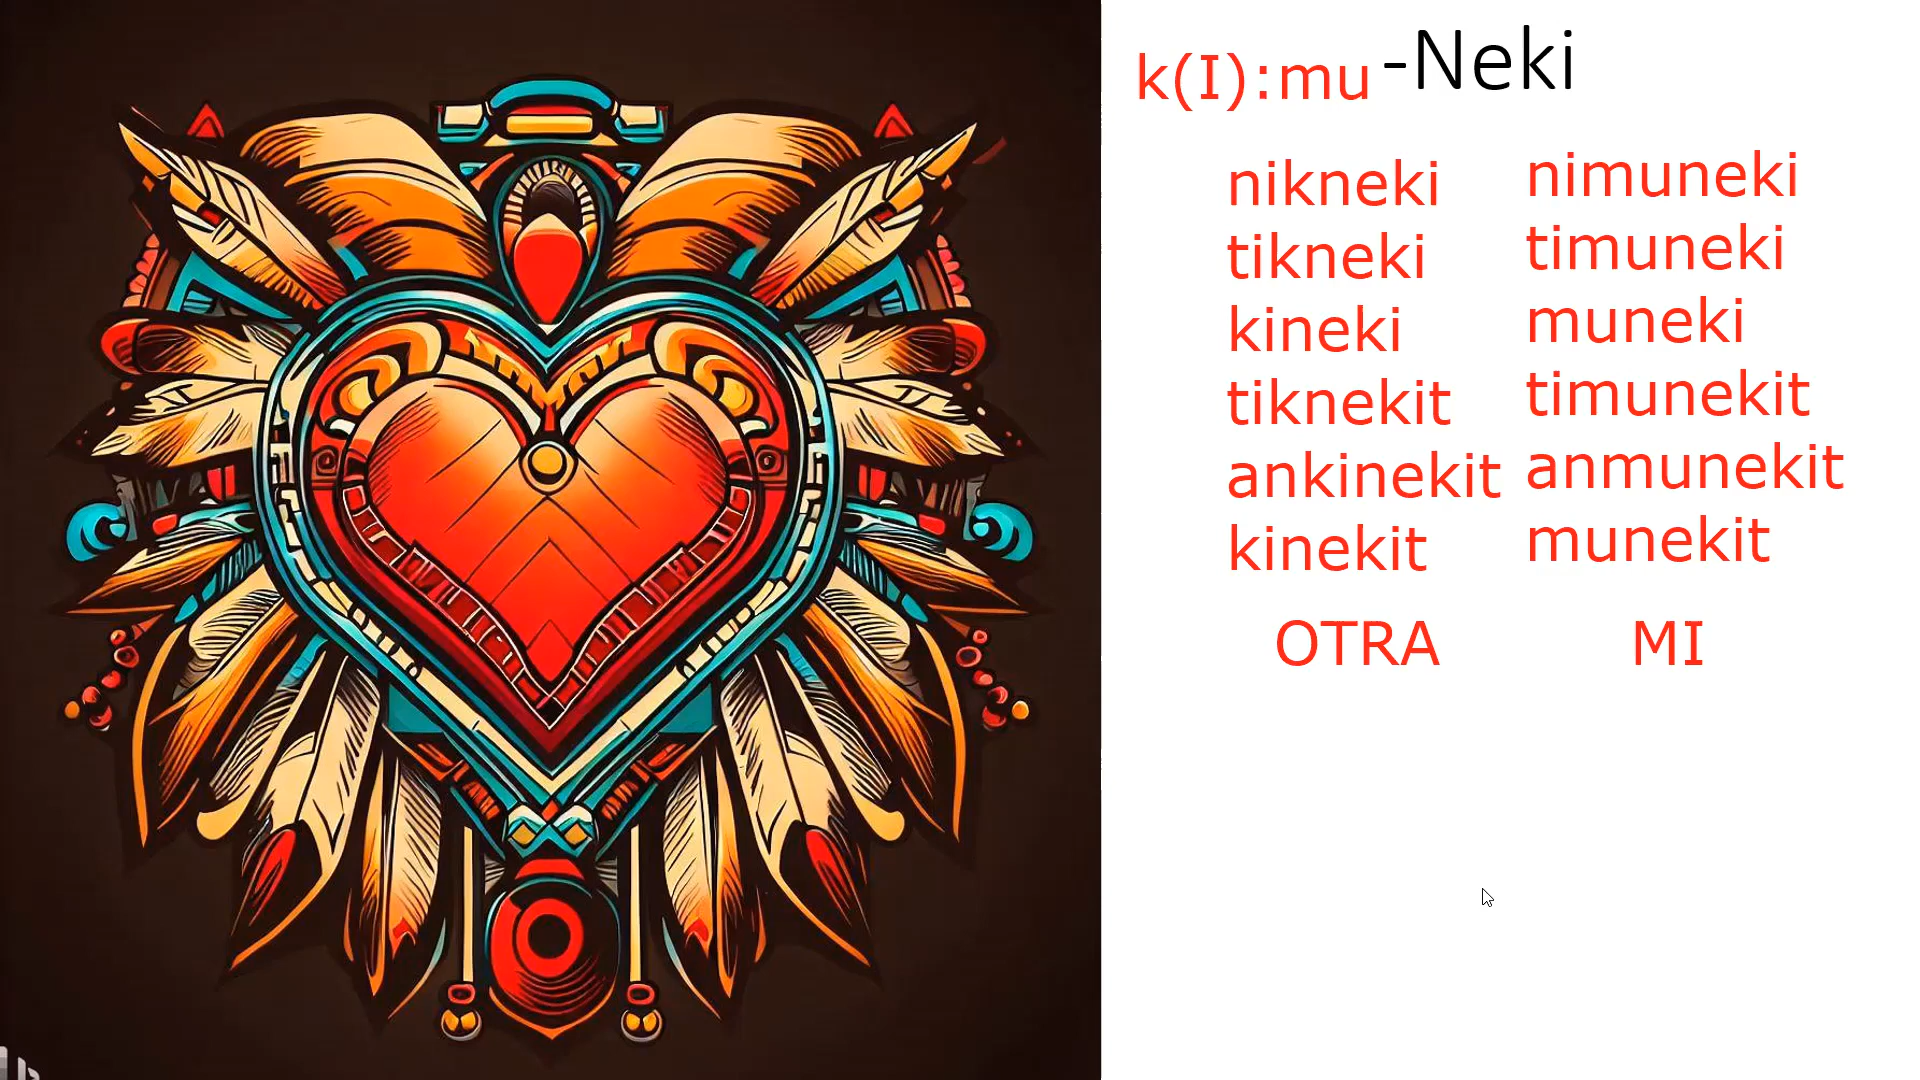 k(I):mu -Neki
nikneki nimuneki
tikneki timuneki
kineki muneki
tiknekit timunekit
ankinekit anmunekit
kinekit munekit
OTRA MI